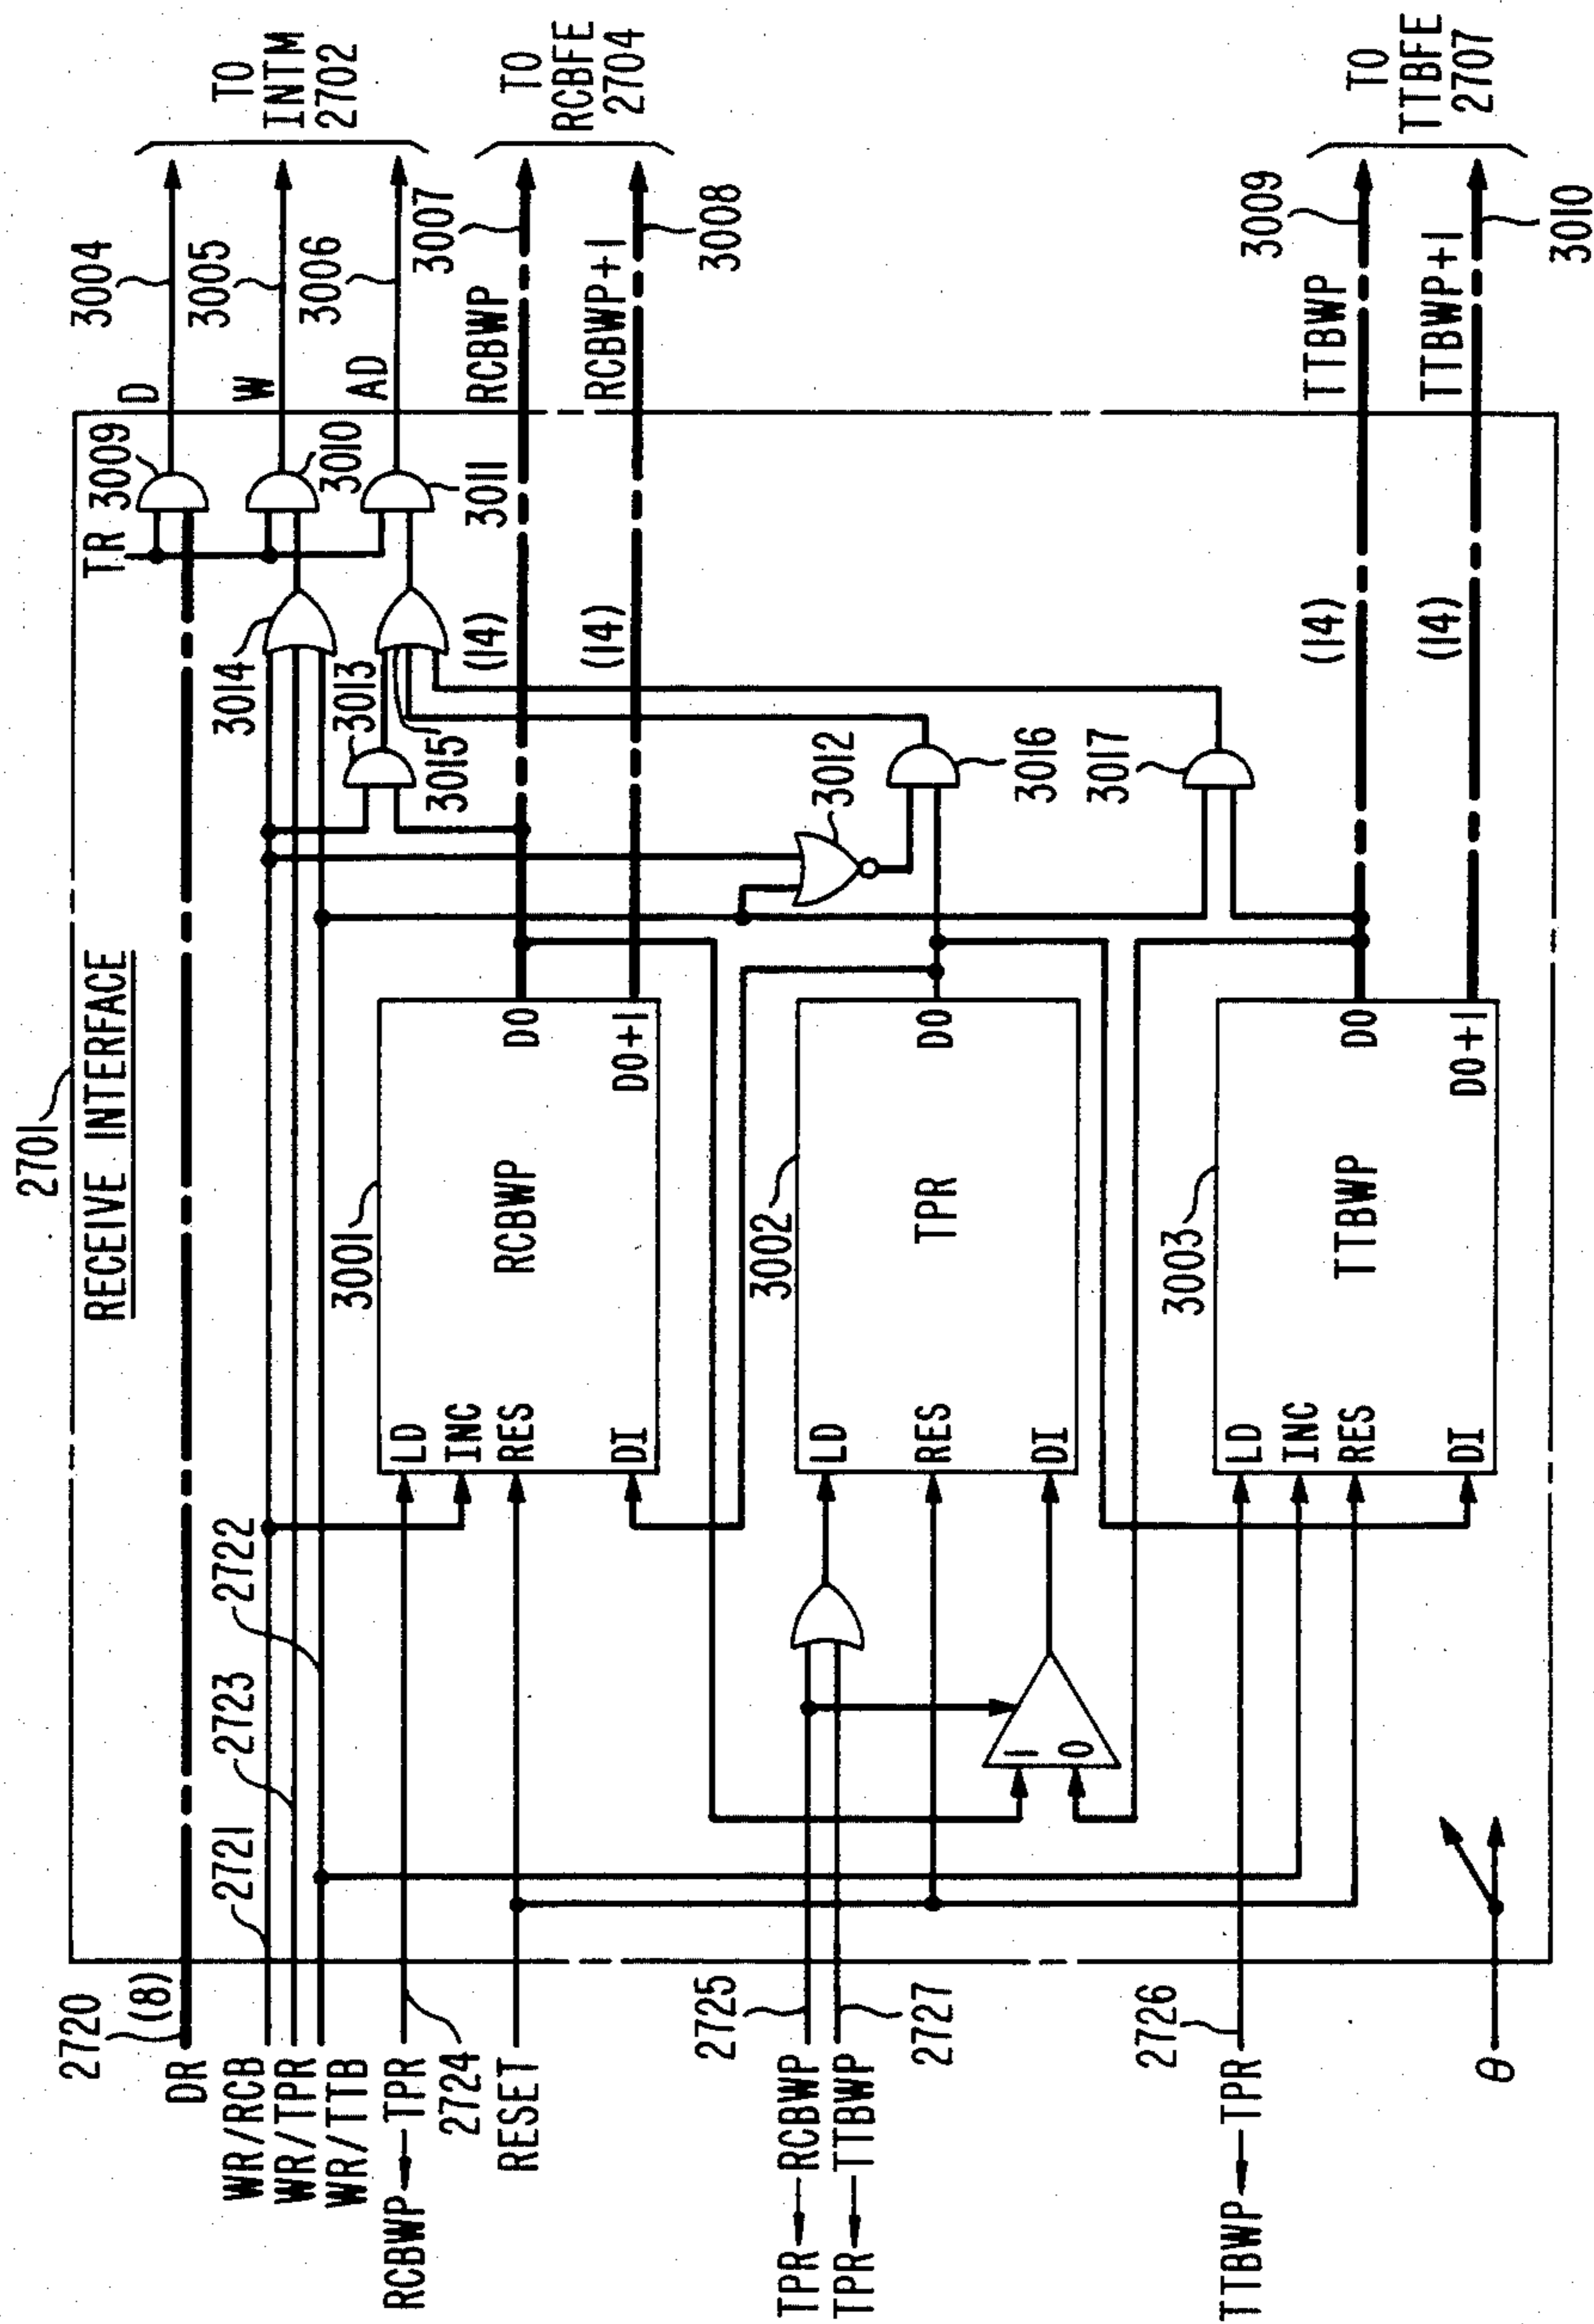 2701
RECEIVE INTERFACE
2720
(8)
DR
2721
2723
2722
WR/RCB
WR/TPR
WR/TTB
RCBWP←TPR
2724
RESET
2725
TPR←RCBWP
TPR←TTBWP
2727
2726
TTBWP←TPR
θ
3001
LD
INC
RES
DI
RCBWP
DO
DO+1
3002
LD
RES
DI
TPR
DO
1
0
3003
LD
INC
RES
DI
TTBWP
DO
DO+1
3014
3013
3015
3012
3016
3017
TR
3009
3010
3011
(14)
(14)
(14)
(14)
D
W
AD
RCBWP
RCBWP+1
TTBWP
TTBWP+1
3004
3005
3006
3007
3008
3009
3010
TO
INTM
2702
TO
RCBFE
2704
TO
TTBFE
2707